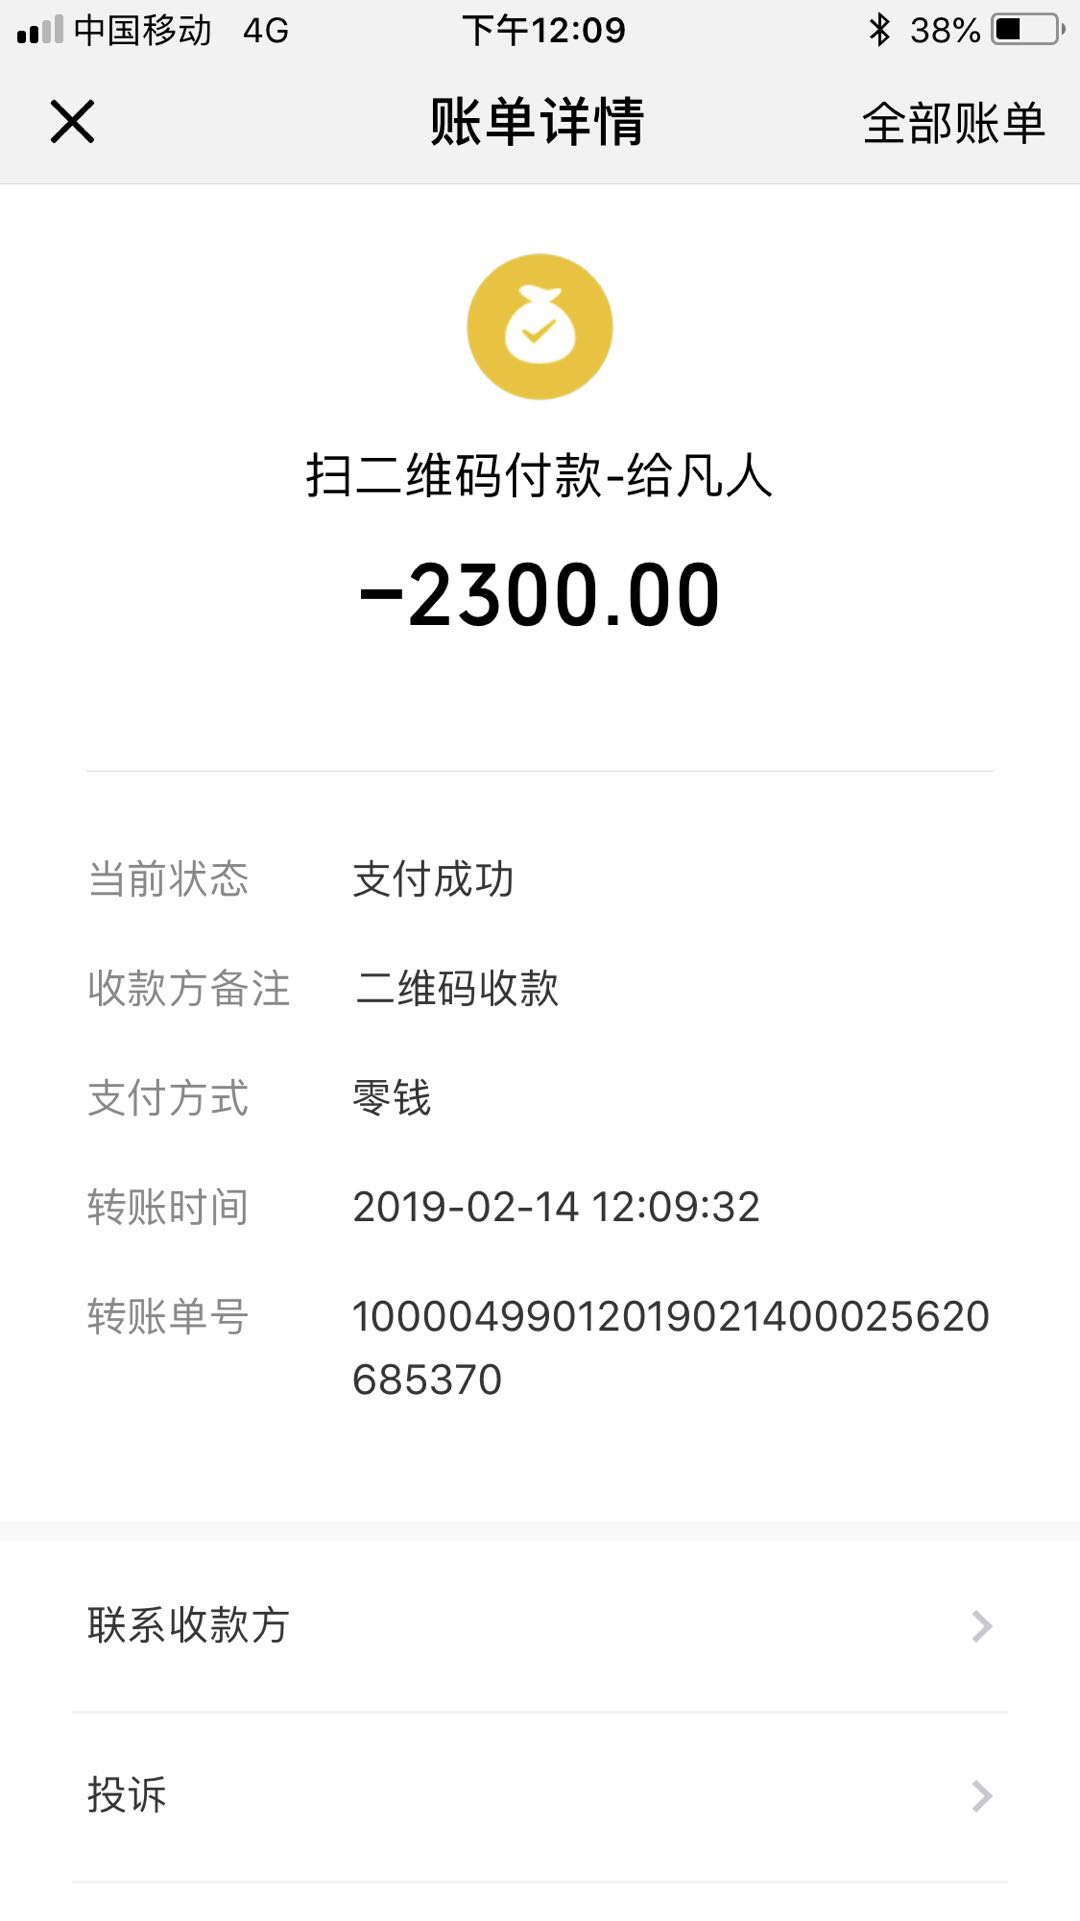 中国移动 4G 下午12:09 38%
账单详情 全部账单
扫二维码付款-给凡人
-2300.00
当前状态 支付成功
收款方备注 二维码收款
支付方式 零钱
转账时间 2019-02-14 12:09:32
转账单号 1000049901201902140002562​0
685370
联系收款方
投诉